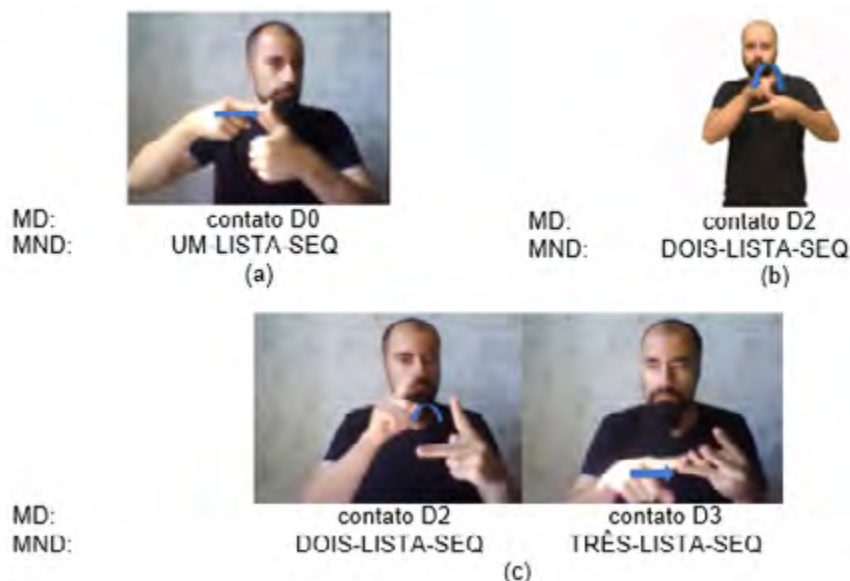 MD: contato D0 MD: contato D2
MND: UM-LISTA-SEQ MND: DOIS-LISTA-SEQ
(a) (b)
MD: contato D2 contato D3
MND: DOIS-LISTA-SEQ TRÊS-LISTA-SEQ
(c)